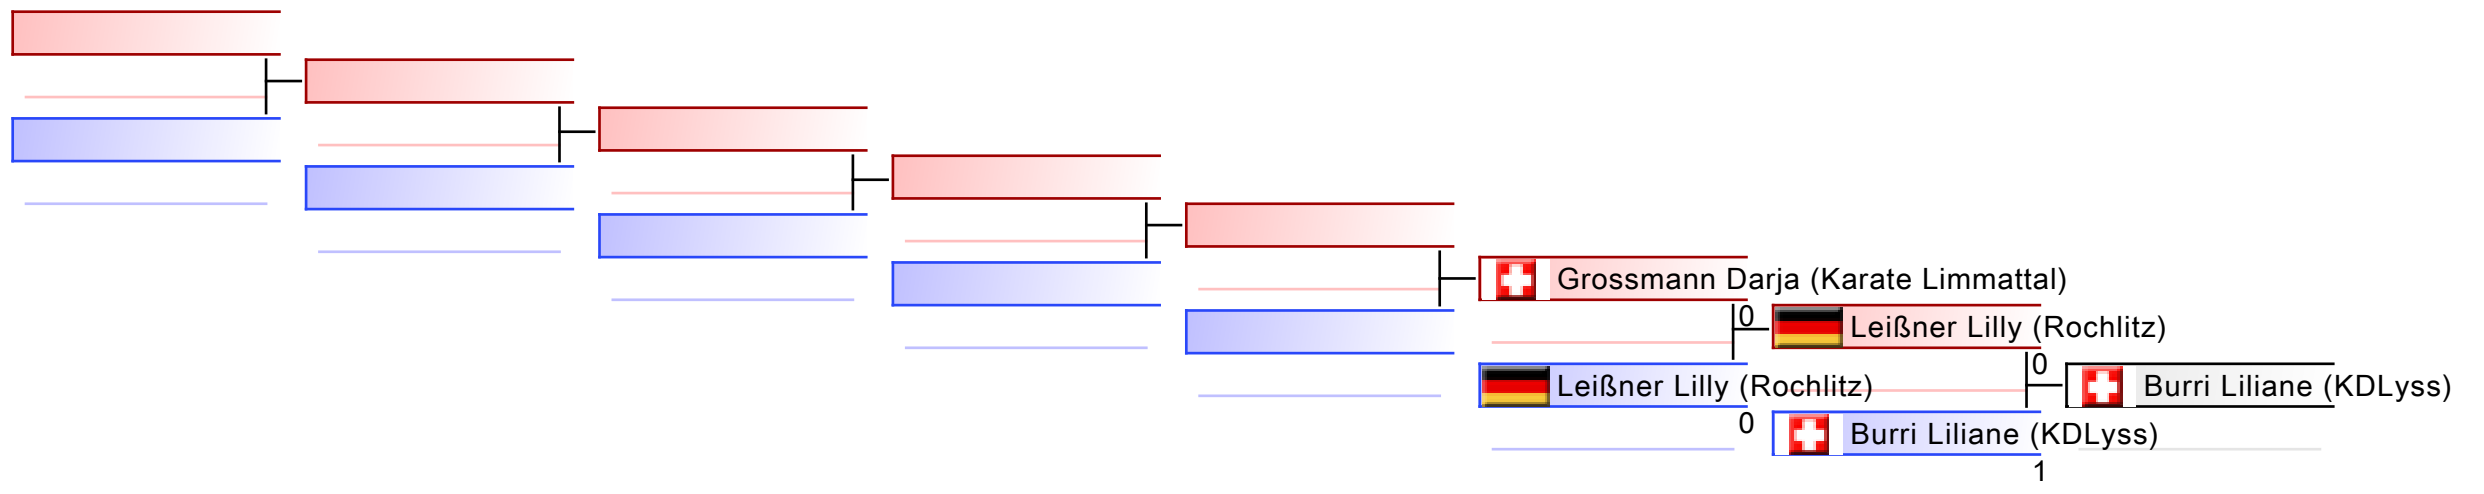 Grossmann Darja (Karate Limmattal)
0
Leißner Lilly (Rochlitz)
0
Leißner Lilly (Rochlitz)
0
Burri Liliane (KDLyss)
1
Burri Liliane (KDLyss)